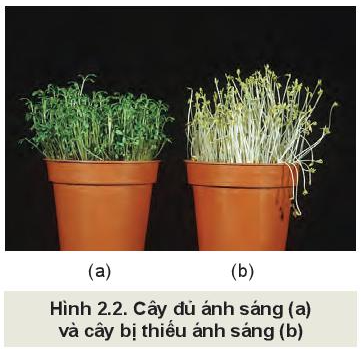 (a) (b)
Hình 2.2. Cây đủ ánh sáng (a)
và cây bị thiếu ánh sáng (b)